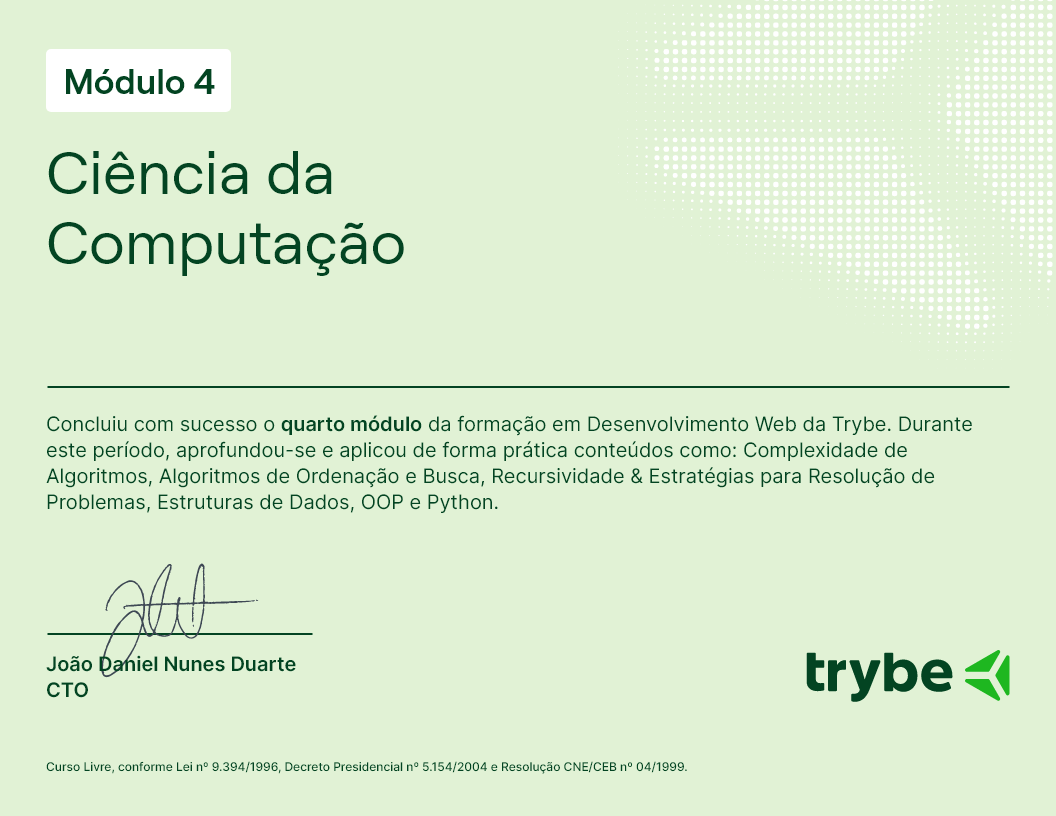 Módulo 4
Ciência da
Computação
Concluiu com sucesso o quarto módulo da formação em Desenvolvimento Web da Trybe. Durante
este período, aprofundou-se e aplicou de forma prática conteúdos como: Complexidade de
Algoritmos, Algoritmos de Ordenação e Busca, Recursividade & Estratégias para Resolução de
Problemas, Estruturas de Dados, OOP e Python.
João Daniel Nunes Duarte
CTO
trybe
Curso Livre, conforme Lei nº 9.394/1996, Decreto Presidencial nº 5.154/2004 e Resolução CNE/CEB nº 04/1999.